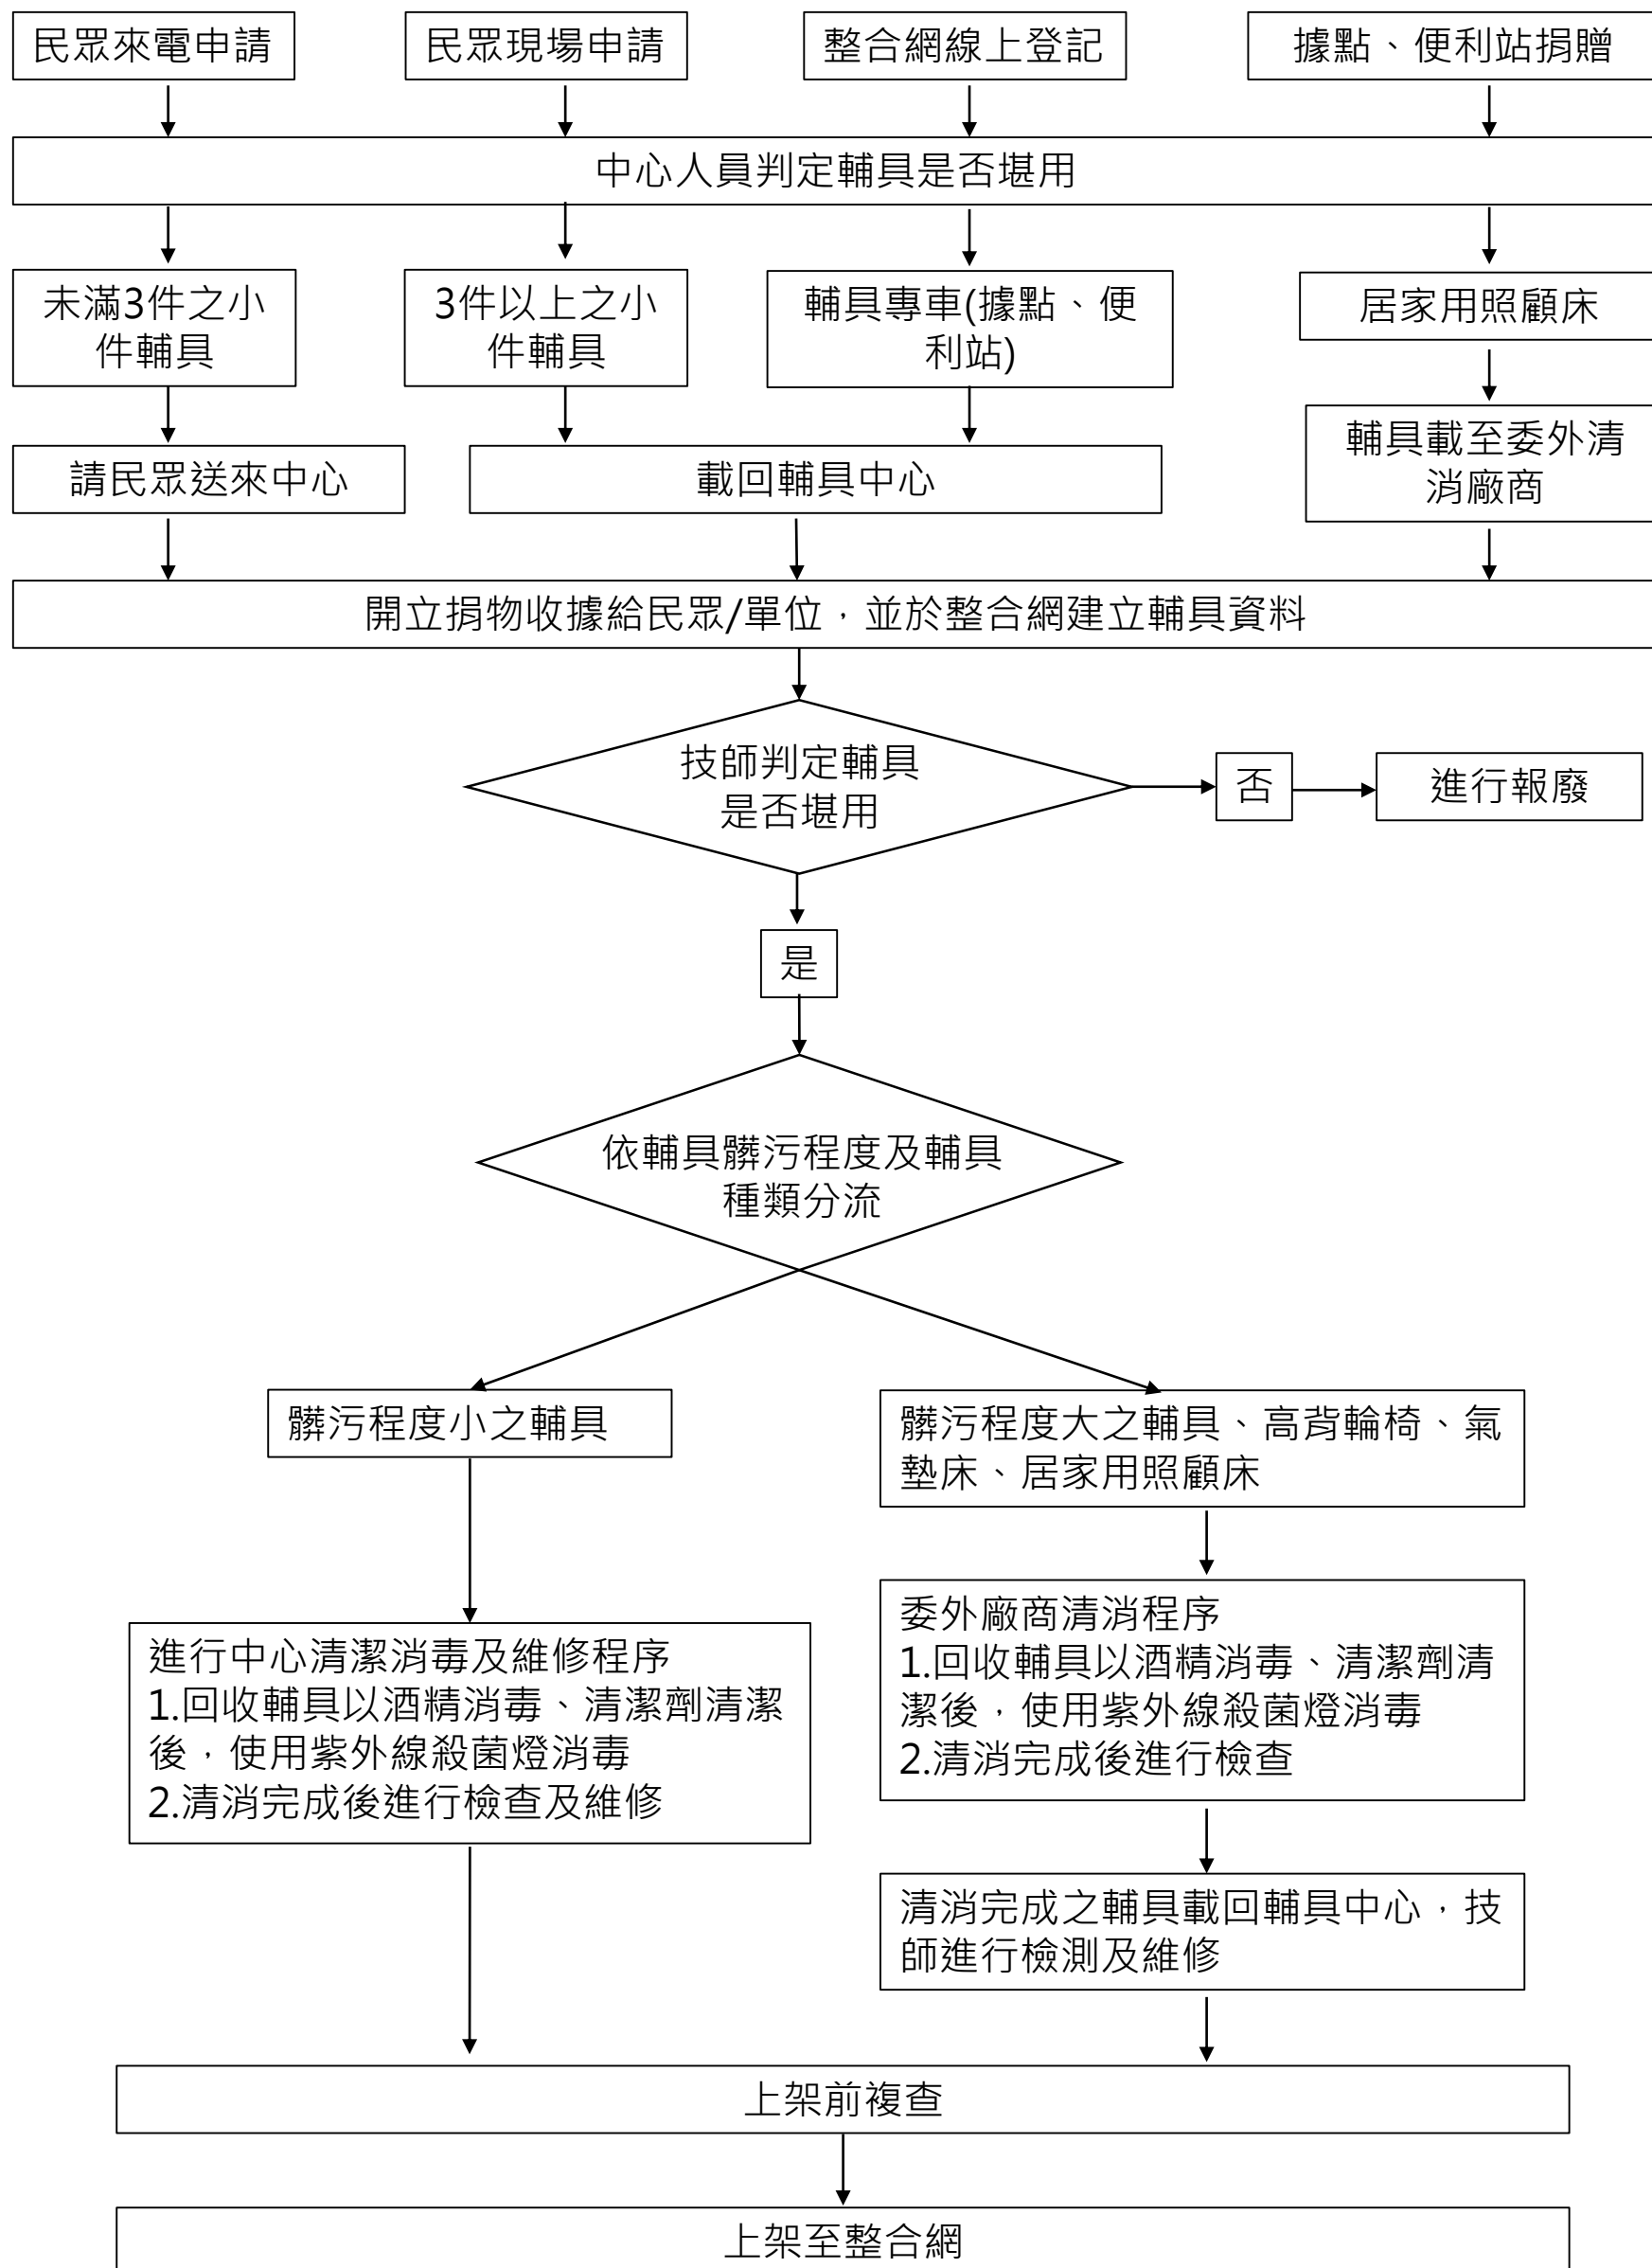 民眾來電申請
民眾現場申請
整合網線上登記
據點、便利站捐贈
中心人員判定輔具是否堪用
未滿3件之小
件輔具
3件以上之小
件輔具
輔具專車(據點、便
利站)
居家用照顧床
請民眾送來中心
載回輔具中心
輔具載至委外清
消廠商
開立捐物收據給民眾/單位，並於整合網建立輔具資料
技師判定輔具
是否堪用
否
進行報廢
是
依輔具髒污程度及輔具
種類分流
髒污程度小之輔具
髒污程度大之輔具、高背輪椅、氣
墊床、居家用照顧床
進行中心清潔消毒及維修程序
1.回收輔具以酒精消毒、清潔劑清潔
後，使用紫外線殺菌燈消毒
2.清消完成後進行檢查及維修
委外廠商清消程序
1.回收輔具以酒精消毒、清潔劑清
潔後，使用紫外線殺菌燈消毒
2.清消完成後進行檢查
清消完成之輔具載回輔具中心，技
師進行檢測及維修
上架前複查
上架至整合網